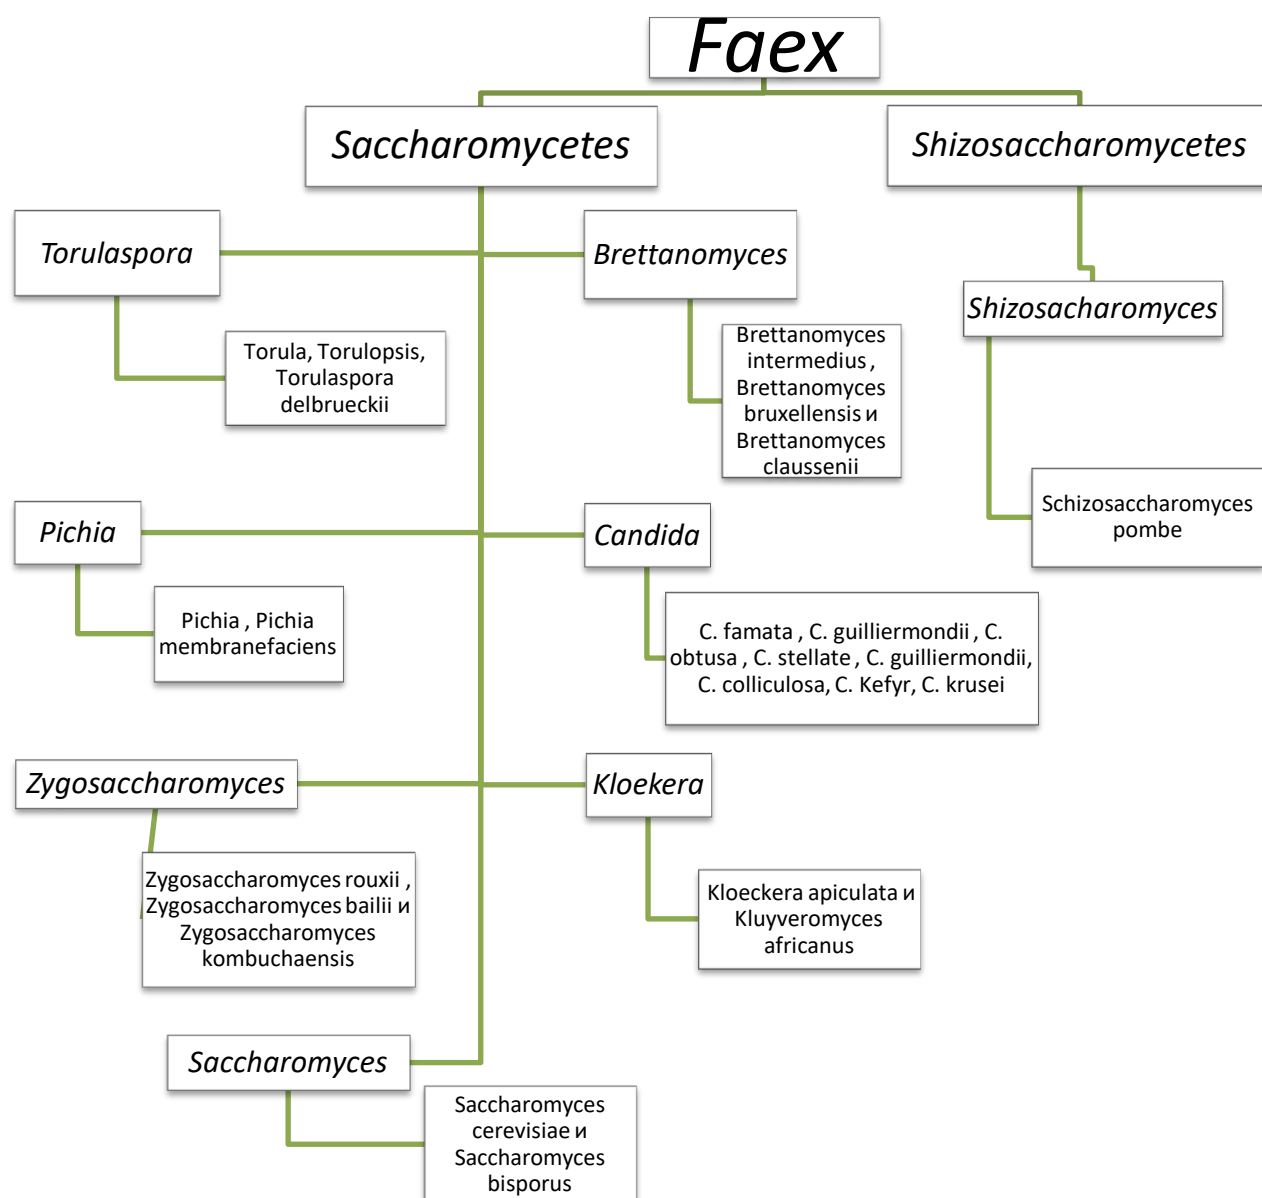 Faex
Saccharomycetes
Shizosaccharomycetes
Torulaspora
Brettanomyces
Shizosacharomyces
Torula, Torulopsis,
Torulaspora
delbrueckii
Brettanomyces
intermedius ,
Brettanomyces
bruxellensis и
Brettanomyces
claussenii
Schizosaccharomyces
pombe
Pichia
Candida
Pichia , Pichia
membranefaciens
C. famata , C. guilliermondii , C.
obtusa , C. stellate , C. guilliermondii,
C. colliculosa, C. Kefyr, C. krusei
Zygosaccharomyces
Kloekera
Zygosaccharomyces rouxii ,
Zygosaccharomyces bailii и
Zygosaccharomyces
kombuchaensis
Kloeckera apiculata и
Kluyveromyces
africanus
Saccharomyces
Saccharomyces
cerevisiae и
Saccharomyces
bisporus